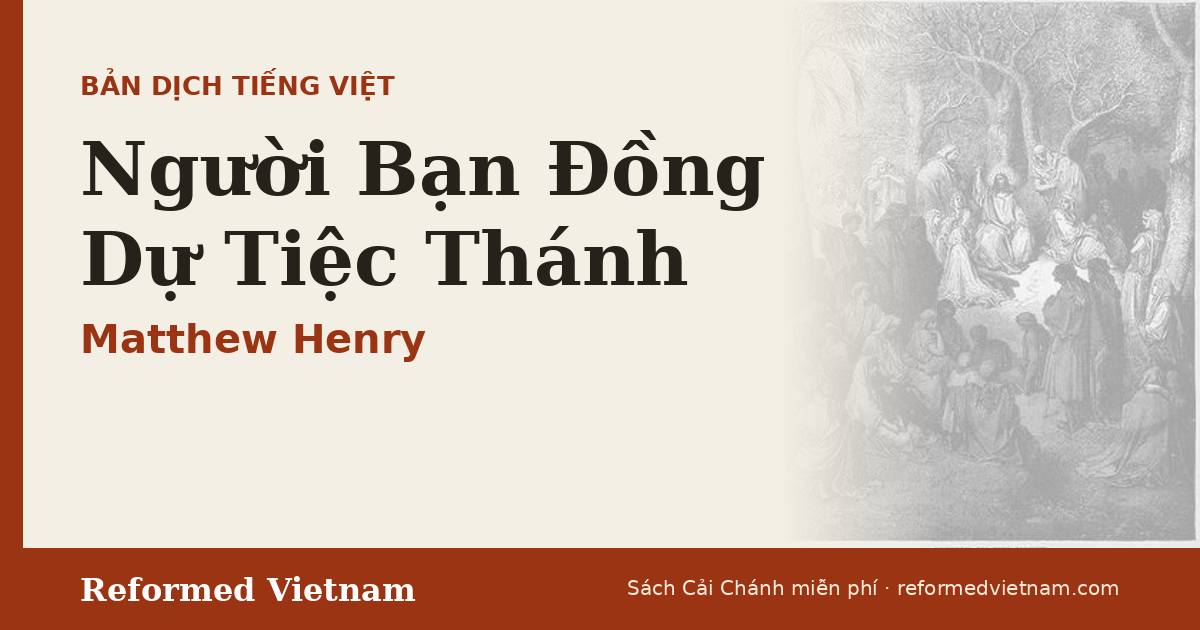 BẢN DỊCH TIẾNG VIỆT
Người Bạn Đồng
Dự Tiệc Thánh
Matthew Henry
Reformed Vietnam
Sách Cải Chánh miễn phí · reformedvietnam.com